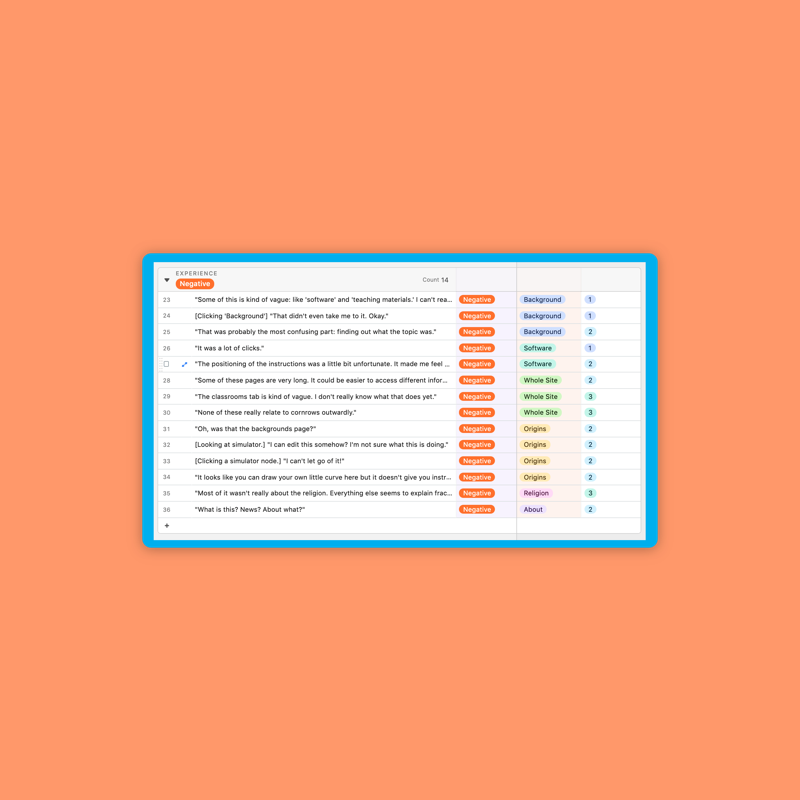 EXPERIENCE
Negative
Count 14
23 "Some of this is kind of vague: like 'software' and 'teaching materials.' I can't rea... Negative Background 1
24 [Clicking 'Background'] "That didn't even take me to it. Okay." Negative Background 1
25 "That was probably the most confusing part: finding out what the topic was." Negative Background 2
26 "It was a lot of clicks." Negative Software 1
"The positioning of the instructions was a little bit unfortunate. It made me feel ... Negative Software 2
28 "Some of these pages are very long. It could be easier to access different infor... Negative Whole Site 2
29 "The classrooms tab is kind of vague. I don't really know what that does yet." Negative Whole Site 3
30 "None of these really relate to cornrows outwardly." Negative Whole Site 3
31 "Oh, was that the backgrounds page?" Negative Origins 2
32 [Looking at simulator.] "I can edit this somehow? I'm not sure what this is doing." Negative Origins 2
33 [Clicking a simulator node.] "I can't let go of it!" Negative Origins 2
34 "It looks like you can draw your own little curve here but it doesn't give you instr... Negative Origins 2
35 "Most of it wasn't really about the religion. Everything else seems to explain frac... Negative Religion 3
36 "What is this? News? About what?" Negative About 2
+